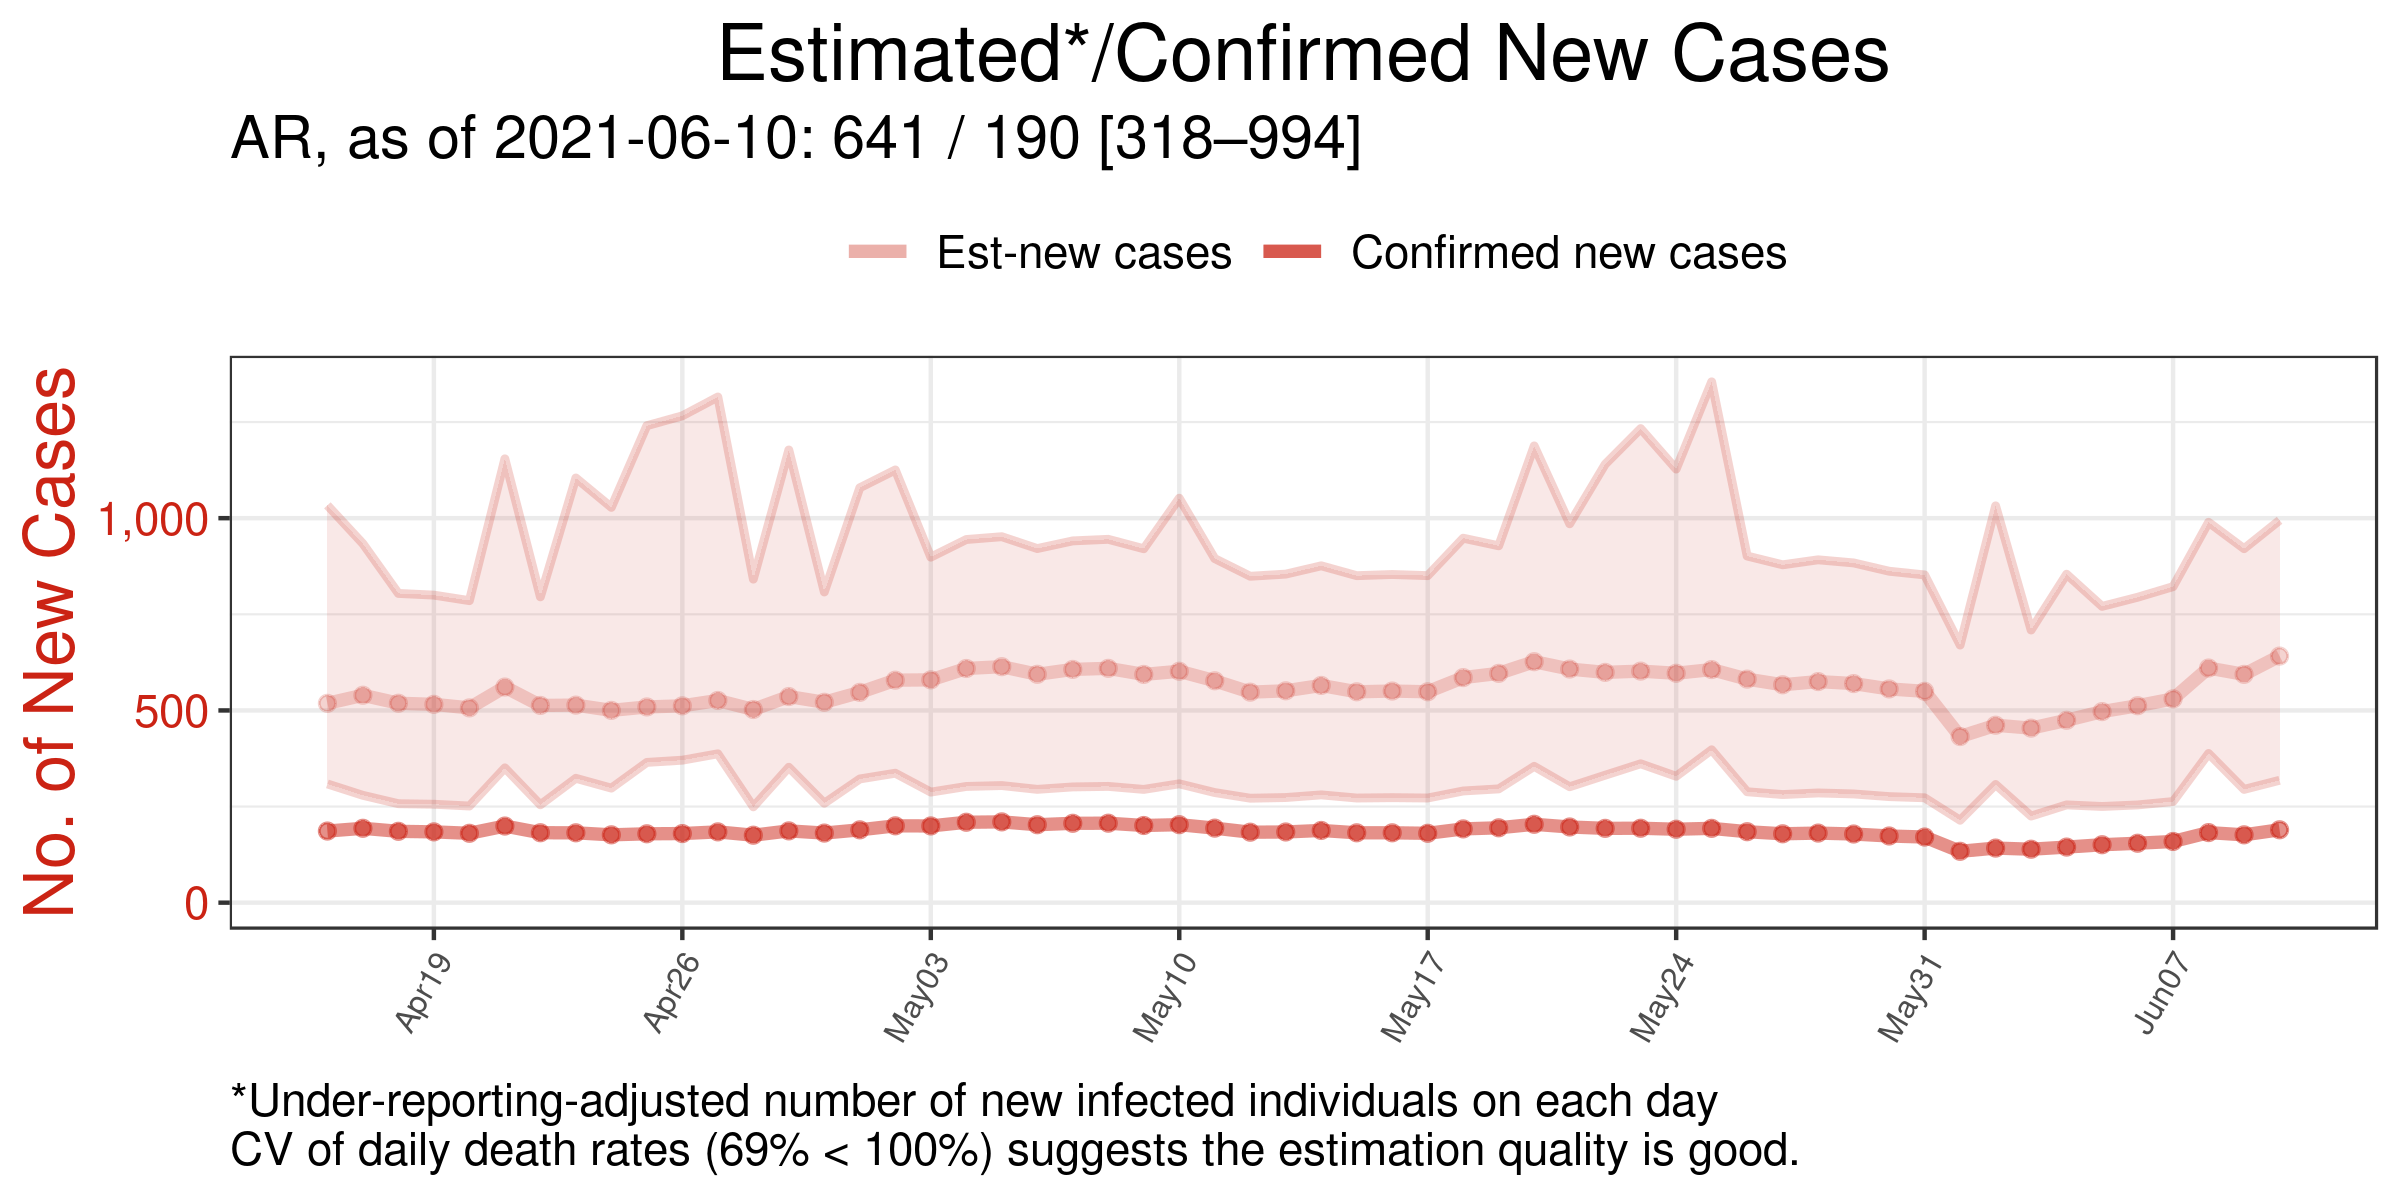 Estimated*/Confirmed New Cases
AR, as of 2021-06-10: 641 / 190 [318–994]
Est-new cases Confirmed new cases
No. of New Cases
1,000
500
0
Apr19 Apr26 May03 May10 May17 May24 May31 Jun07
*Under-reporting-adjusted number of new infected individuals on each day
CV of daily death rates (69% < 100%) suggests the estimation quality is good.